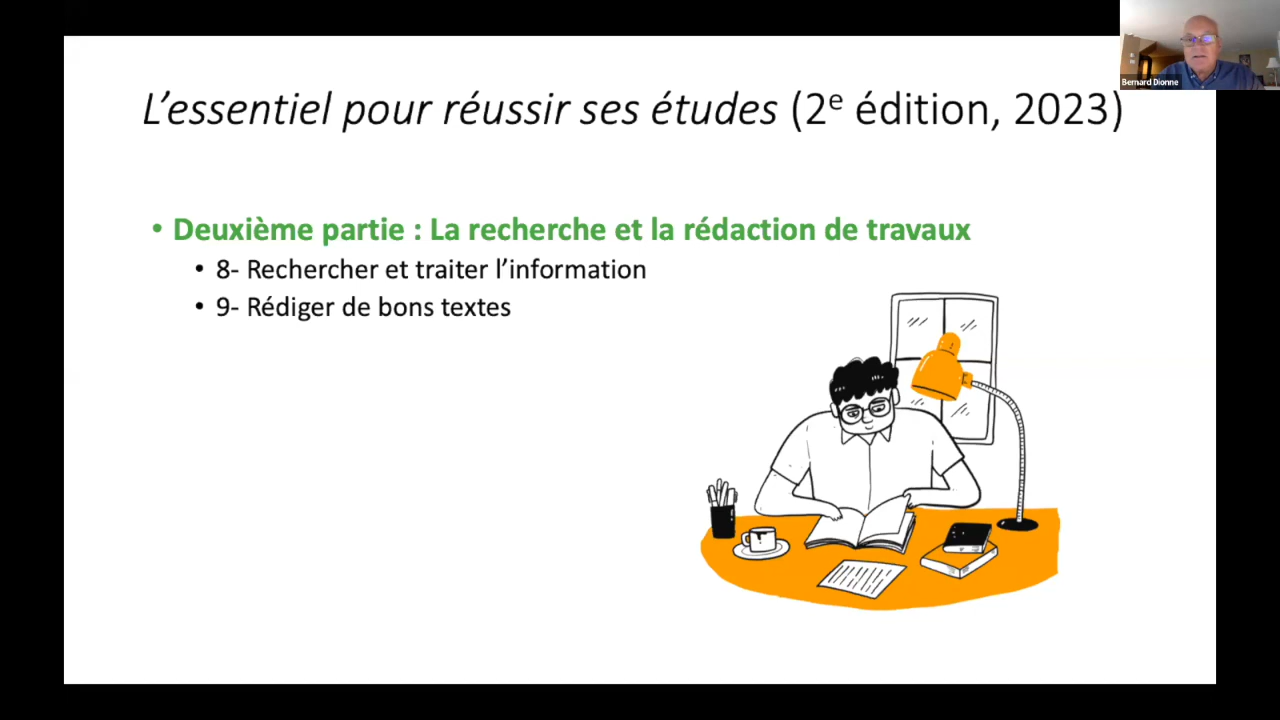 Bernard Dionne
L’essentiel pour réussir ses études (2e édition, 2023)
• Deuxième partie : La recherche et la rédaction de travaux
• 8- Rechercher et traiter l’information
• 9- Rédiger de bons textes